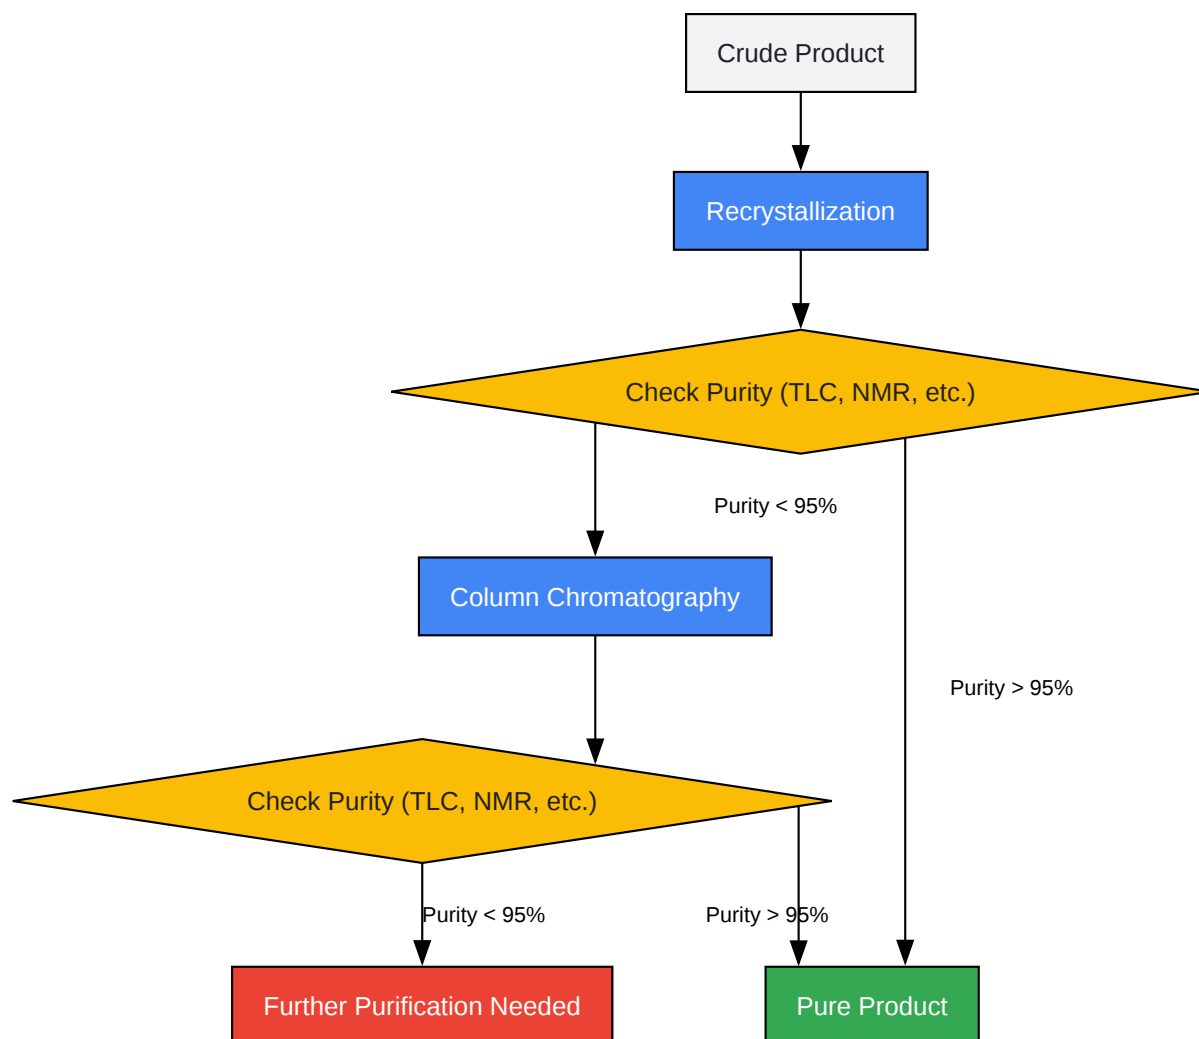 Crude Product
Recrystallization
Check Purity (TLC, NMR, etc.)
Purity < 95%
Column Chromatography
Purity > 95%
Check Purity (TLC, NMR, etc.)
Purity < 95%
Purity > 95%
Further Purification Needed
Pure Product